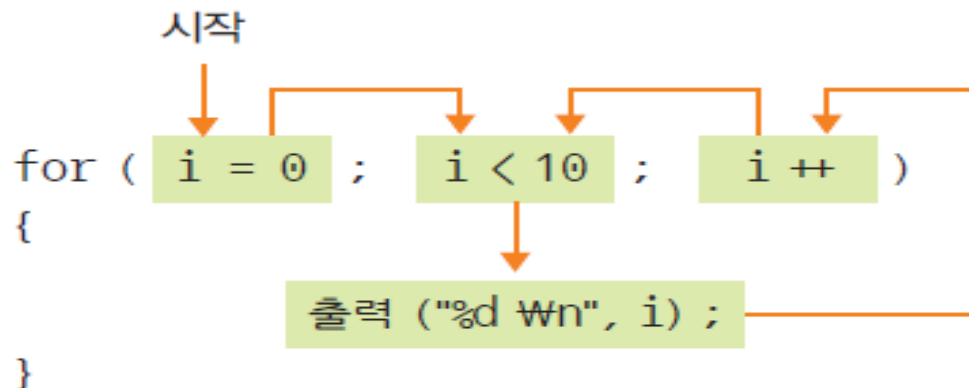 시작
for ( i = 0 ; i < 10 ; i ++ )
{
출력 ("%d ₩n", i) ;
}